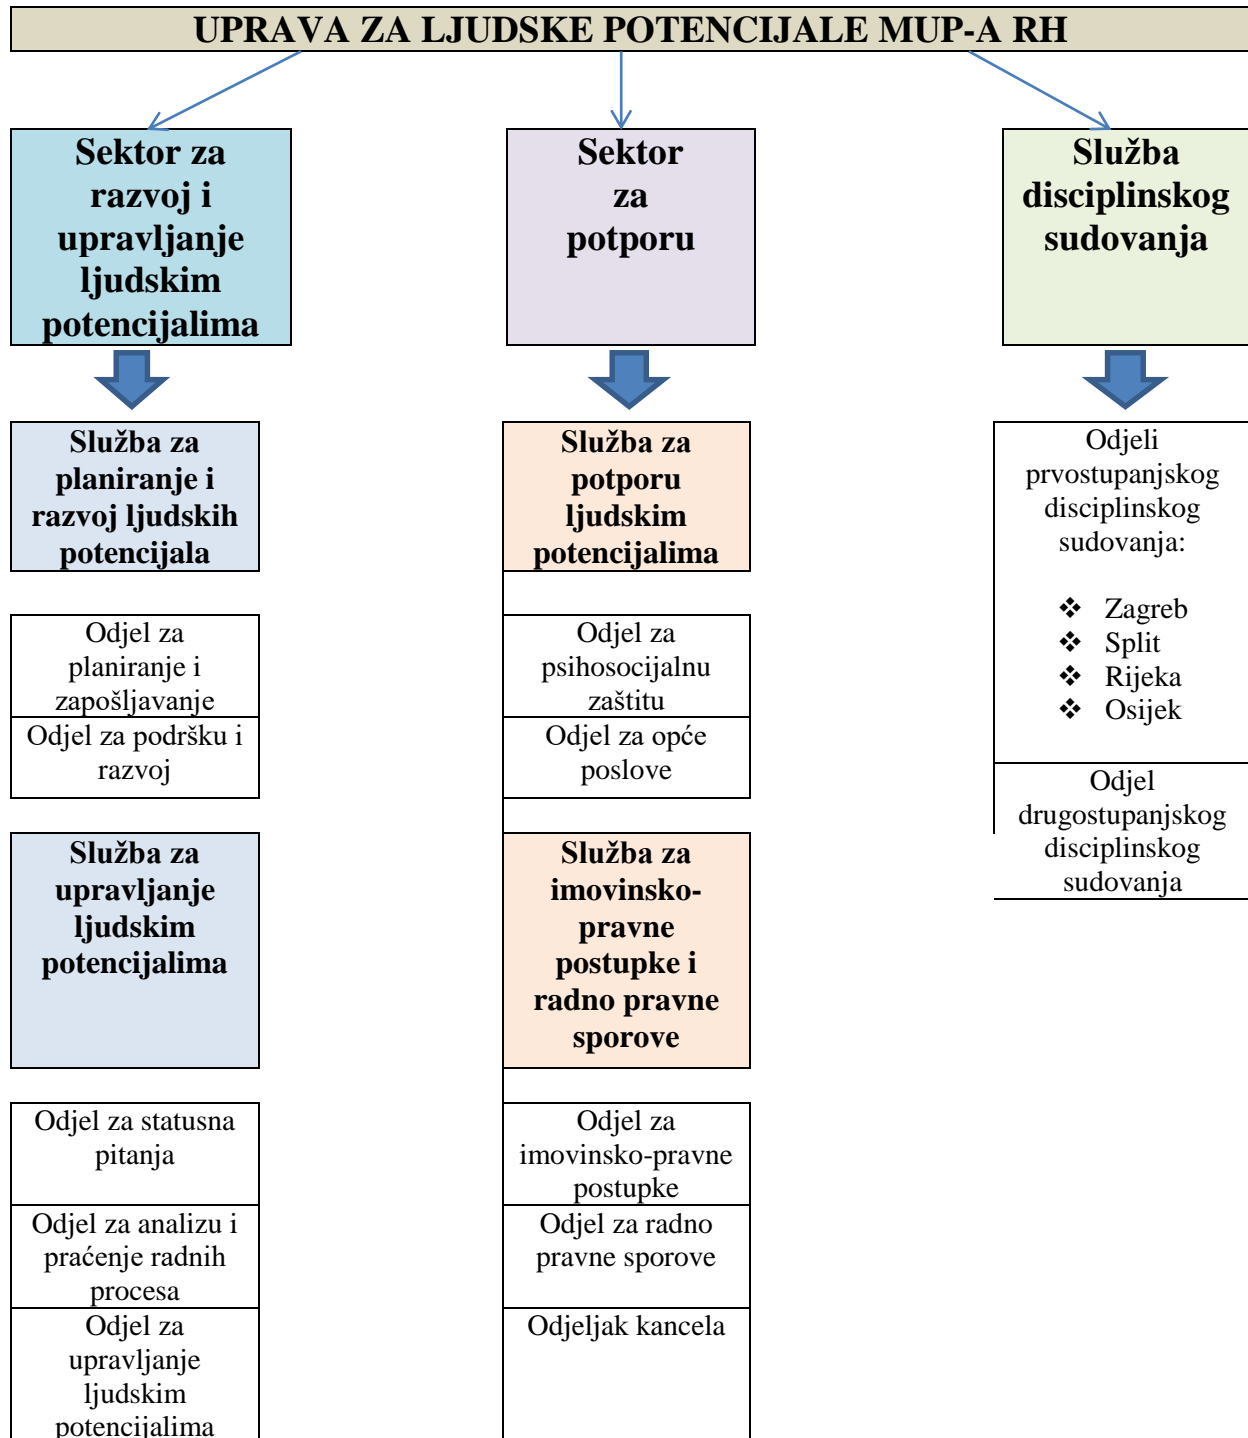 UPRAVA ZA LJUDSKE POTENCIJALE MUP-A RH
Sektor za
razvoj i
upravljanje
ljudskim
potencijalima
Sektor
za
potporu
Služba
disciplinskog
sudovanja
Služba za
planiranje i
razvoj ljudskih
potencijala
Služba za
potporu
ljudskim
potencijalima
Odjeli
prvostupanjskog
disciplinskog
sudovanja:
❖ Zagreb
❖ Split
❖ Rijeka
❖ Osijek
Odjel za
planiranje i
zapošljavanje
Odjel za podršku i
razvoj
Odjel za
psihosocijalnu
zaštitu
Odjel za opće
poslove
Odjel
drugostupanjskog
disciplinskog
sudovanja
Služba za
upravljanje
ljudskim
potencijalima
Služba za
imovinsko-
pravne
postupke i
radno pravne
sporove
Odjel za statusna
pitanja
Odjel za analizu i
praćenje radnih
procesa
Odjel za
upravljanje
ljudskim
potencijalima
Odjel za
imovinsko-pravne
postupke
Odjel za radno
pravne sporove
Odjeljak kancela